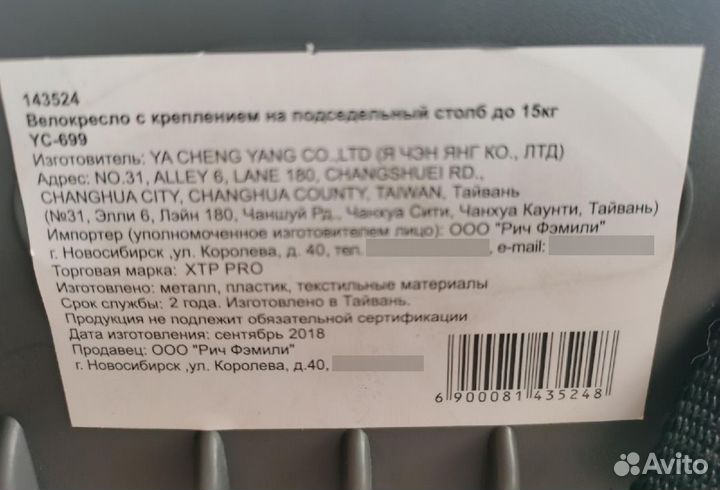 143524
Велокресло с креплением на подседельный столб до 15кг
YC-699
Изготовитель: YA CHENG YANG CO.,LTD (Я ЧЭН ЯНГ КО., ЛТД)
Адрес: NO.31, ALLEY 6, LANE 180, CHANGSHUEI RD.,
CHANGHUA CITY, CHANGHUA COUNTY, TAIWAN, Тайвань
(№31, Элли 6, Лэйн 180, Чаншуй Рд., Чанхуа Сити, Чанхуа Каунти, Тайвань)
Импортер (уполномоченное изготовителем лицо): ООО "Рич Фэмили"
г. Новосибирск ,ул. Королева, д. 40, тел. , e-mail:
Торговая марка: XTP PRO
Изготовлено: металл, пластик, текстильные материалы
Срок службы: 2 года. Изготовлено в Тайвань.
Продукция не подлежит обязательной сертификации
Дата изготовления: сентябрь 2018
Продавец: ООО "Рич Фэмили"
г. Новосибирск ,ул. Королева, д.40,
6 900081 435248
Avito